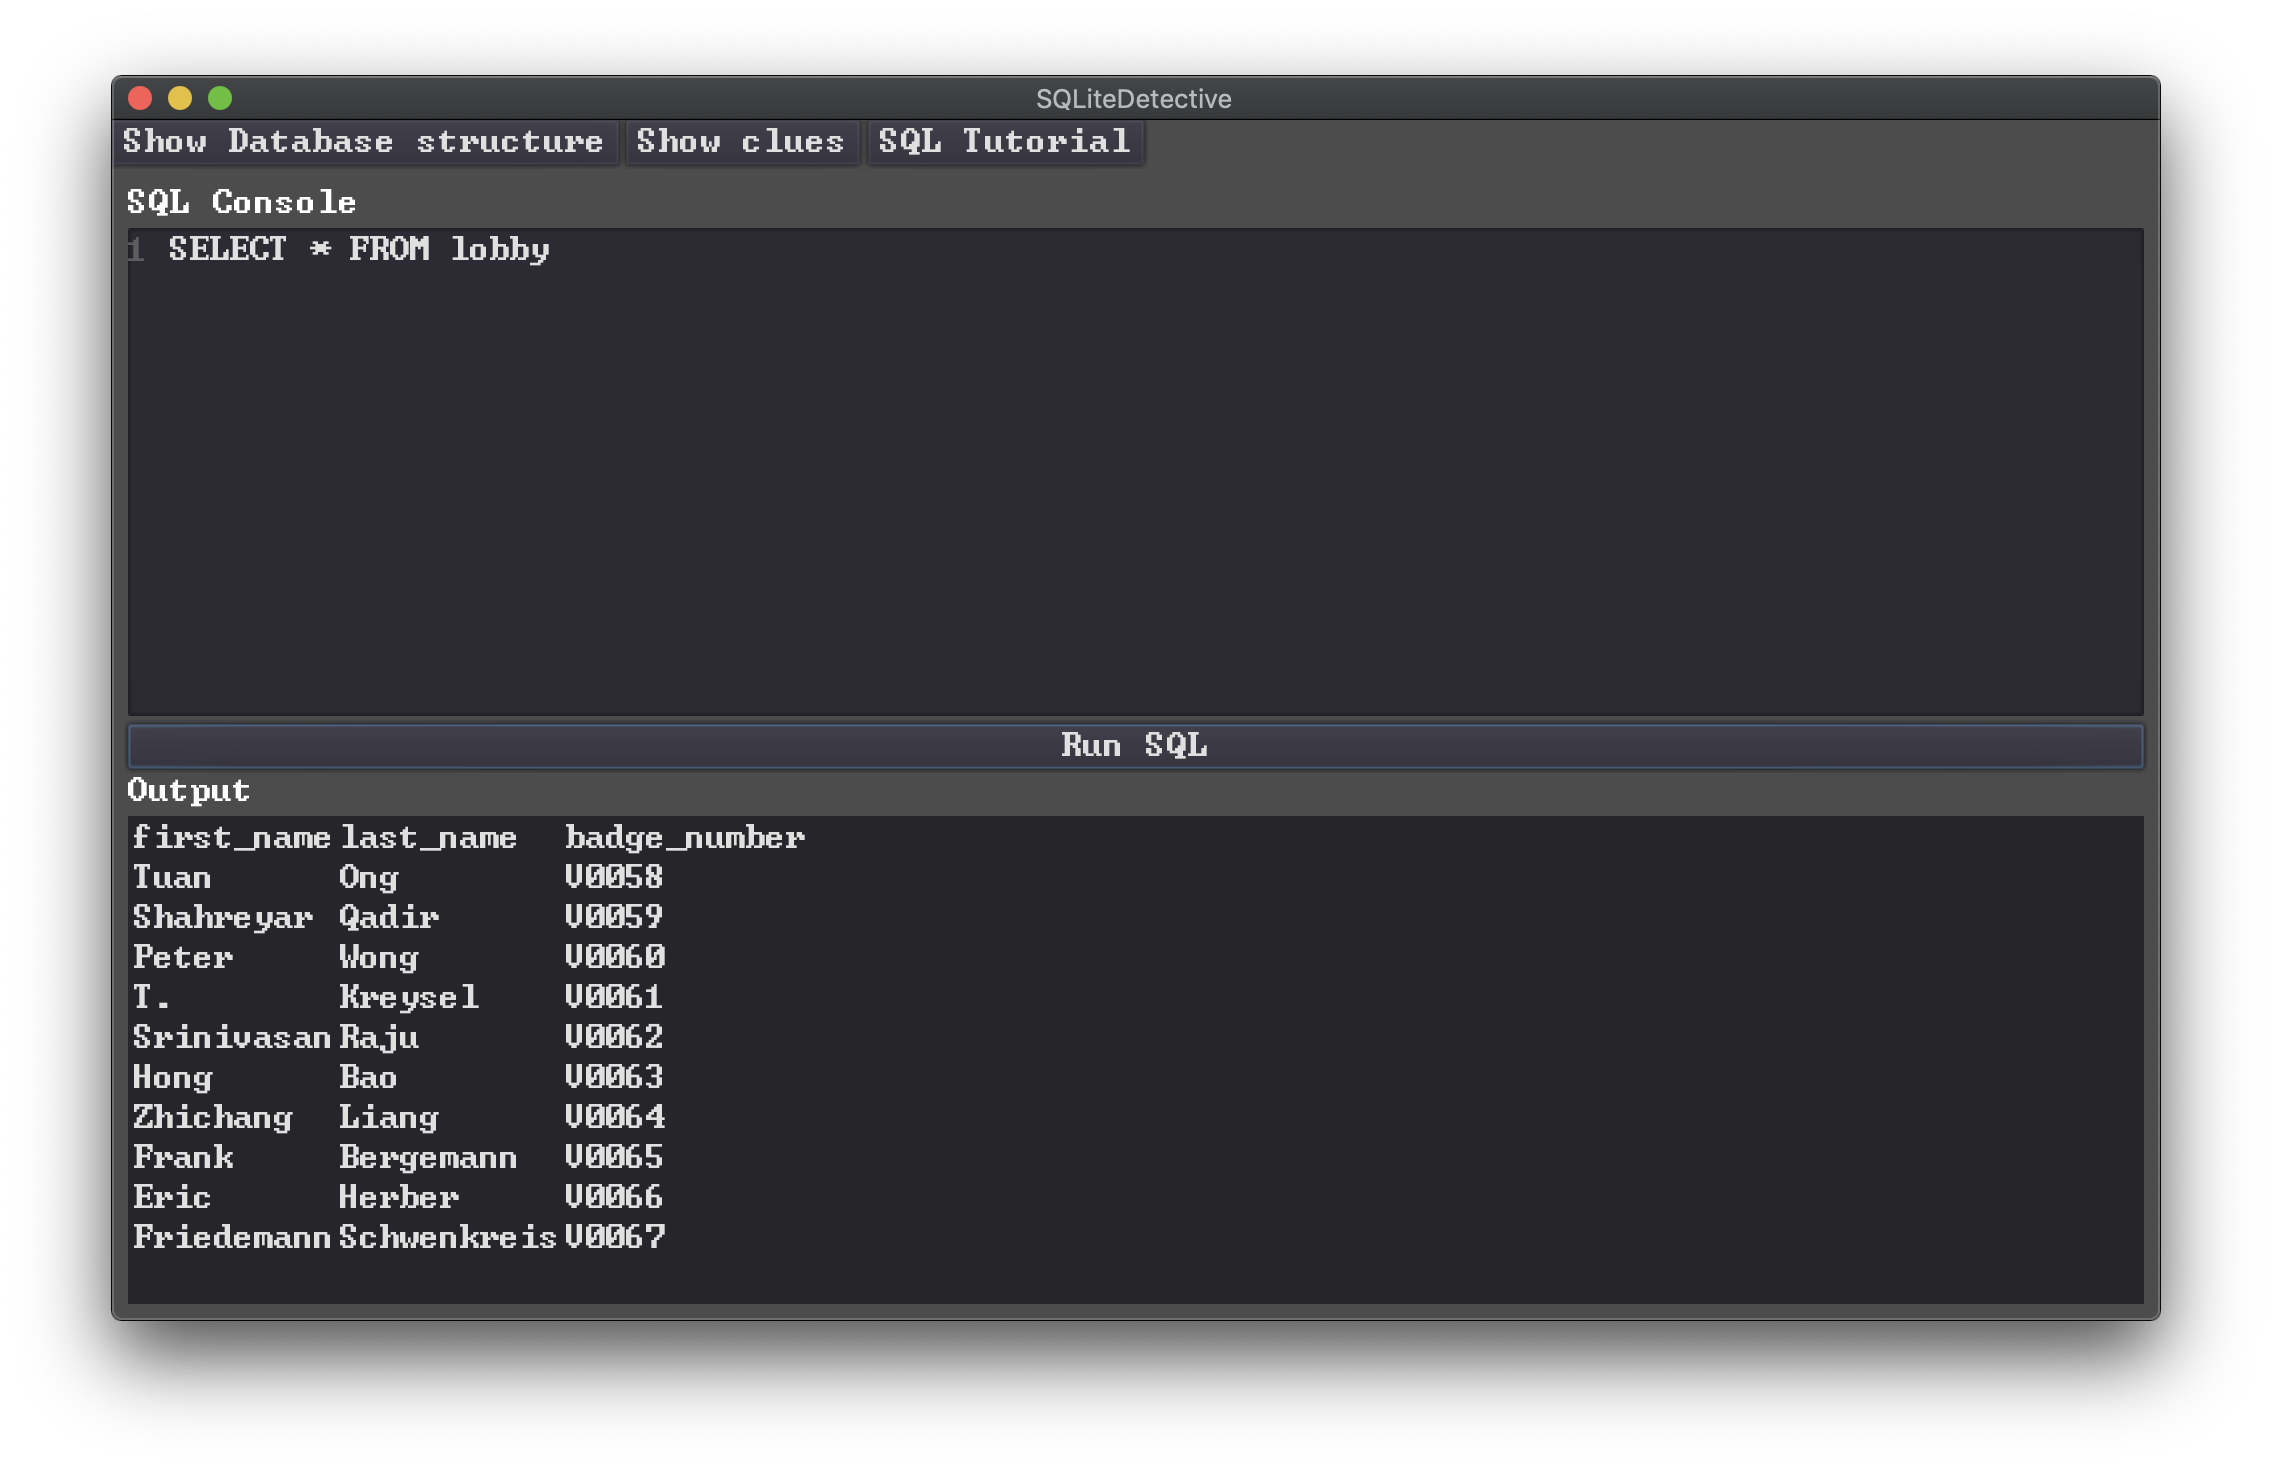 SQLiteDetective
Show Database structure Show clues SQL Tutorial
SQL Console
1 SELECT * FROM lobby
Run SQL
Output
first_name last_name badge_number
Tuan Ong V0058
Shahreyar Qadir V0059
Peter Wong V0060
T. Kreysel V0061
Srinivasan Raju V0062
Hong Bao V0063
Zhichang Liang V0064
Frank Bergemann V0065
Eric Herber V0066
Friedemann Schwenkreis V0067